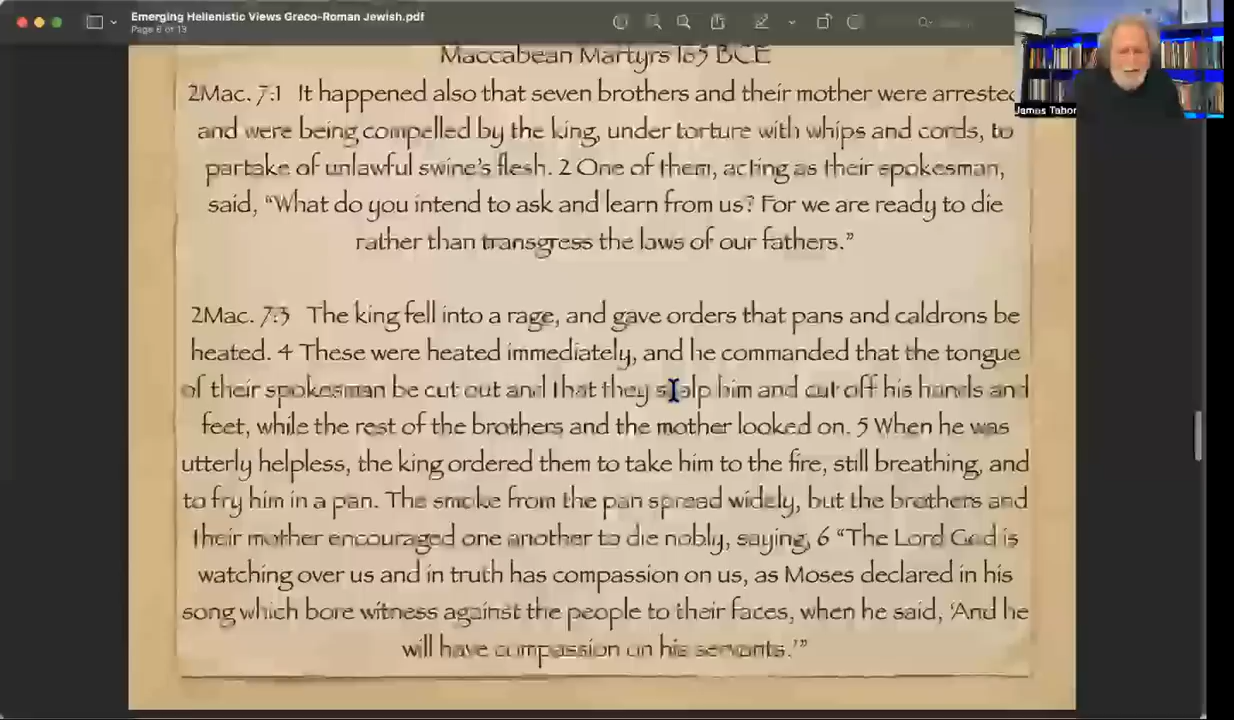 Emerging Hellenistic Views Greco-Roman Jewish.pdf
Page 6 of 13
James Tabor
Maccabean Martyrs 165 BCE
2Mac. 7:1 It happened also that seven brothers and their mother were arrested
and were being compelled by the king, under torture with whips and cords, to
partake of unlawful swine's flesh. 2 One of them, acting as their spokesman,
said, "What do you intend to ask and learn from us? For we are ready to die
rather than transgress the laws of our fathers."
2Mac. 7:3 The king fell into a rage, and gave orders that pans and caldrons be
heated. 4 These were heated immediately, and he commanded that the tongue
of their spokesman be cut out and that they scalp him and cut off his hands and
feet, while the rest of the brothers and the mother looked on. 5 When he was
utterly helpless, the king ordered them to take him to the fire, still breathing, and
to fry him in a pan. The smoke from the pan spread widely, but the brothers and
their mother encouraged one another to die nobly, saying, 6 "The Lord God is
watching over us and in truth has compassion on us, as Moses declared in his
song which bore witness against the people to their faces, when he said, 'And he
will have compassion on his servants.'"